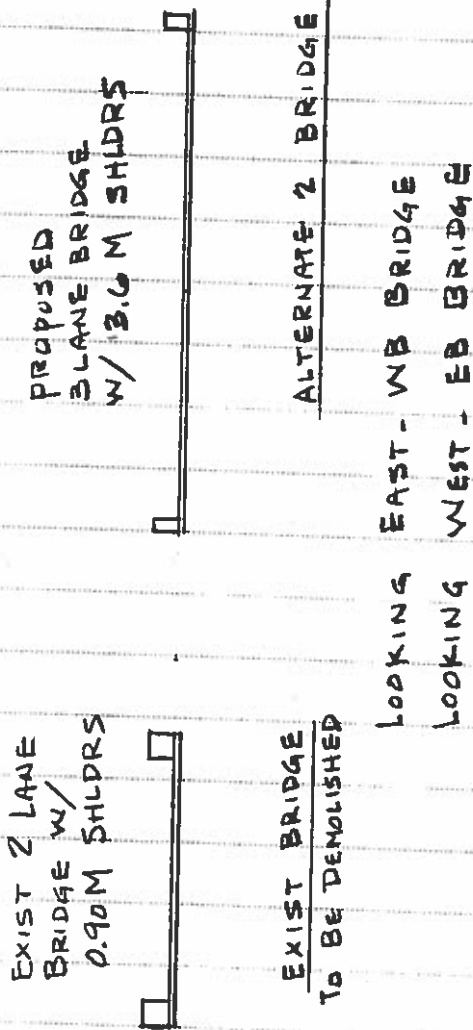 EXIST 2 LANE
BRIDGE W/
0.90 M SHLDRS
PROPOSED
3 LANE BRIDGE
W/ 3.6 M SHLDRS
EXIST BRIDGE
TO BE DEMOLISHED
ALTERNATE 2 BRIDGE
LOOKING EAST - WB BRIDGE
LOOKING WEST - EB BRIDGE